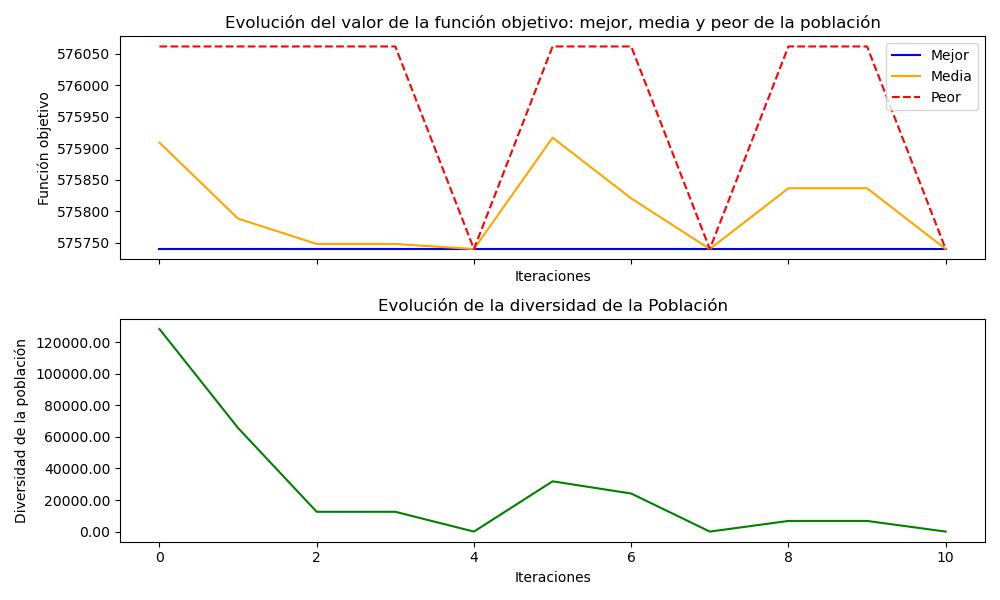 Evolución del valor de la función objetivo: mejor, media y peor de la población
Función objetivo
576050
576000
575950
575900
575850
575800
575750
Mejor
Media
Peor
Iteraciones
Evolución de la diversidad de la Población
Diversidad de la población
120000.00
100000.00
80000.00
60000.00
40000.00
20000.00
0.00
0 2 4 6 8 10
Iteraciones